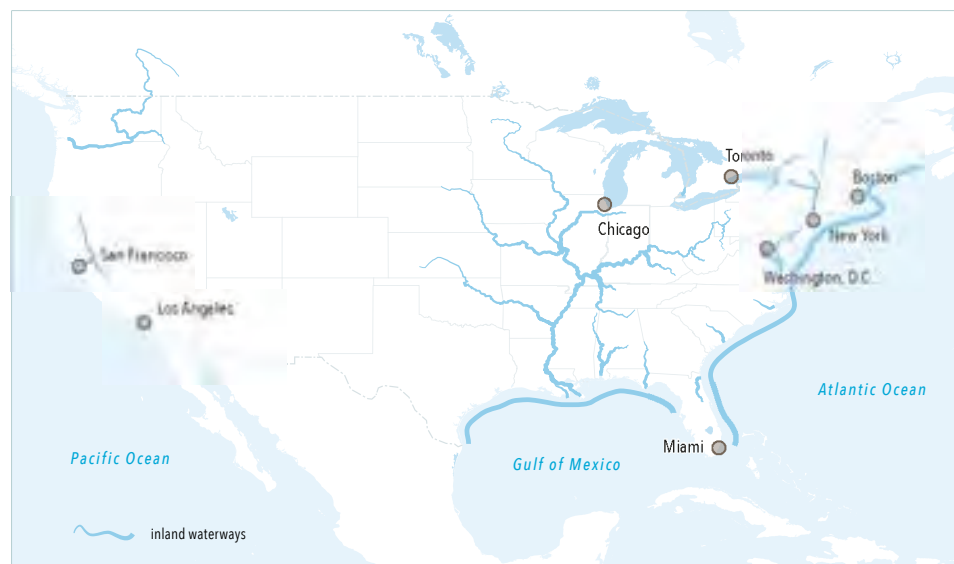 Toronto
Boston
Chicago
New York
San Francisco
Washington, D.C.
Los Angeles
Atlantic Ocean
Miami
Pacific Ocean
Gulf of Mexico
inland waterways